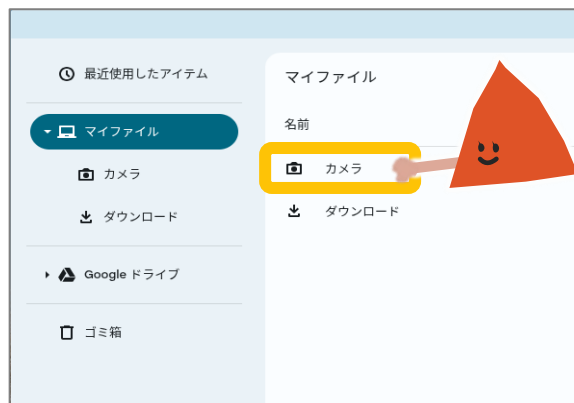 最近使用したアイテム
マイファイル
カメラ
ダウンロード
Google ドライブ
ゴミ箱
マイファイル
名前
カメラ
ダウンロード